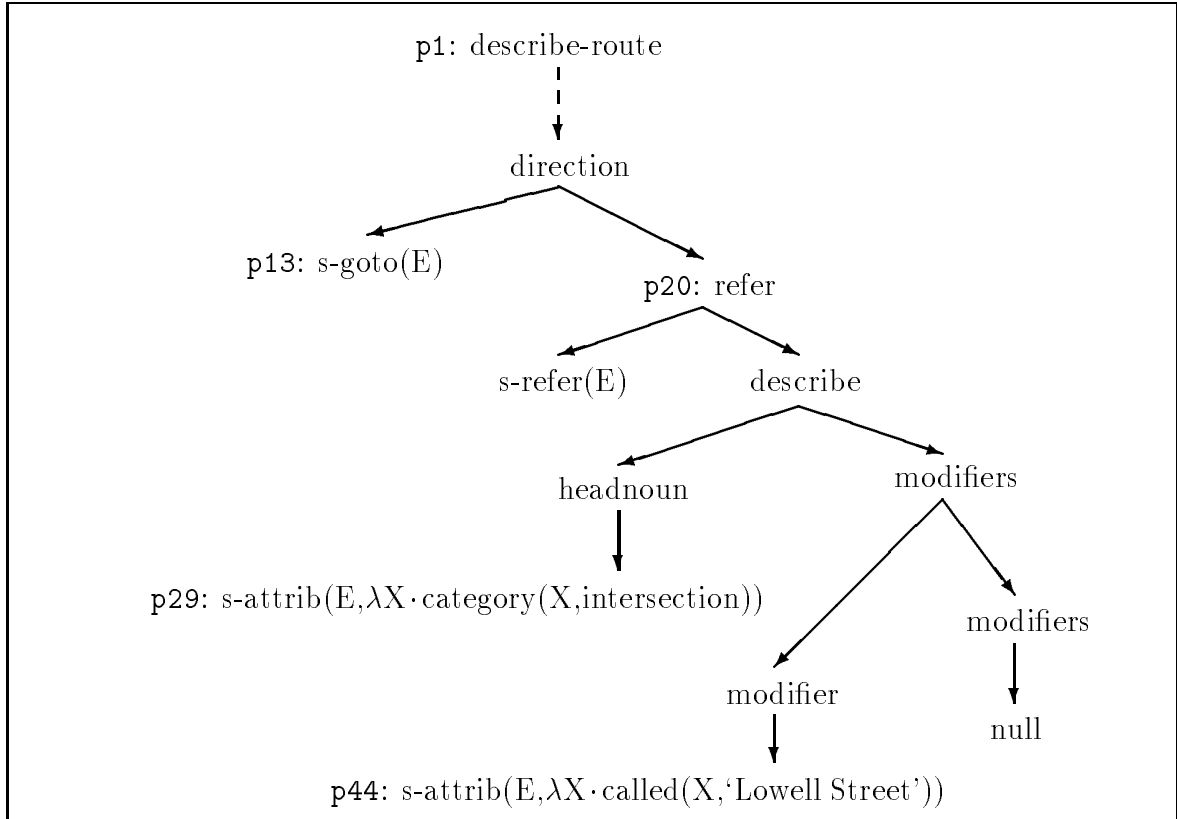 p1: describe-route
direction
p13: s-goto(E)
p20: refer
s-refer(E)
describe
headnoun
modifiers
p29: s-attrib(E,λX·category(X,intersection))
modifiers
modifier
null
p44: s-attrib(E,λX·called(X,‘Lowell Street’))